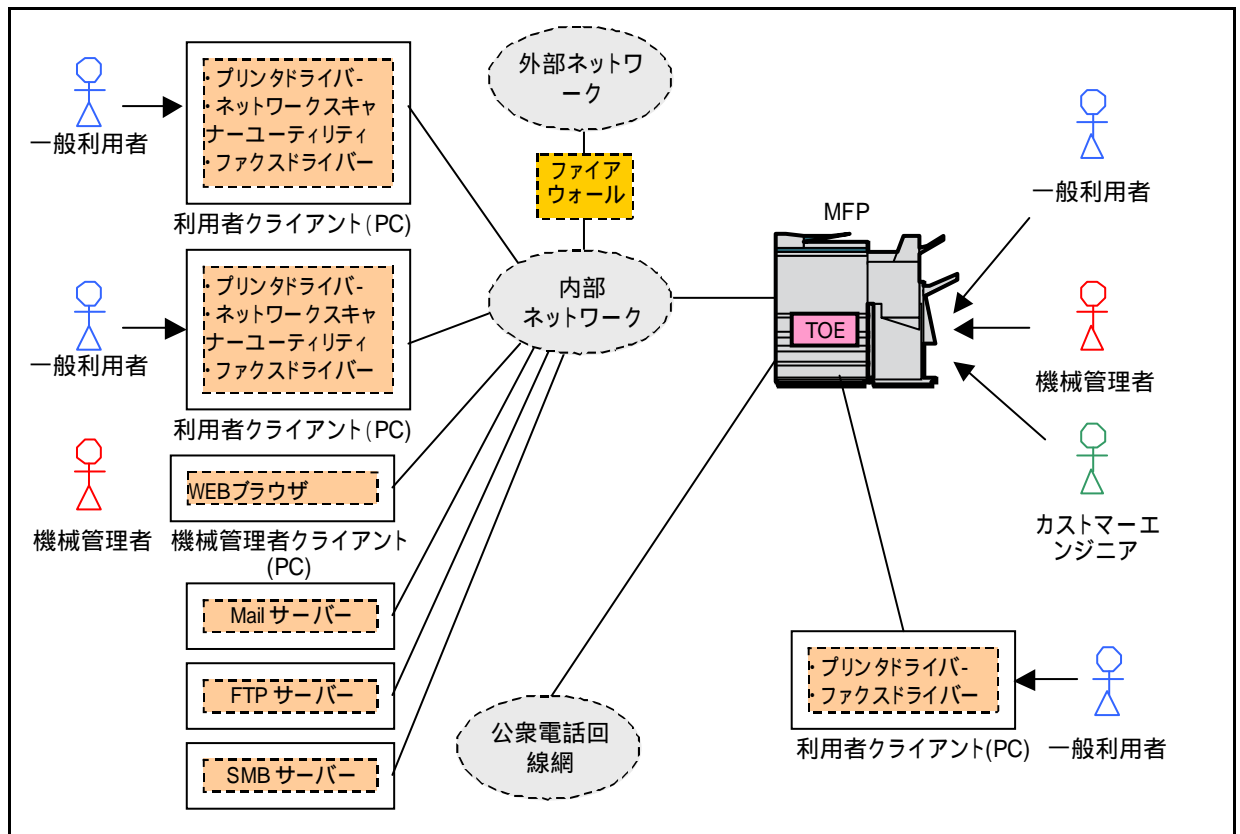 一般利用者
・プリンタドライバ-
・ネットワークスキャ
ナーユーティリティ
・ファクスドライバー
利用者クライアント(PC)
外部ネットワ
ーク
ファイア
ウォール
内部
ネットワーク
一般利用者
・プリンタドライバ-
・ネットワークスキャ
ナーユーティリティ
・ファクスドライバー
利用者クライアント(PC)
機械管理者
WEBブラウザ
機械管理者クライアント
(PC)
Mail サーバー
FTP サーバー
SMB サーバー
公衆電話回
線網
MFP
TOE
一般利用者
機械管理者
カストマーエ
ンジニア
・プリンタドライバ-
・ファクスドライバー
利用者クライアント(PC)
一般利用者